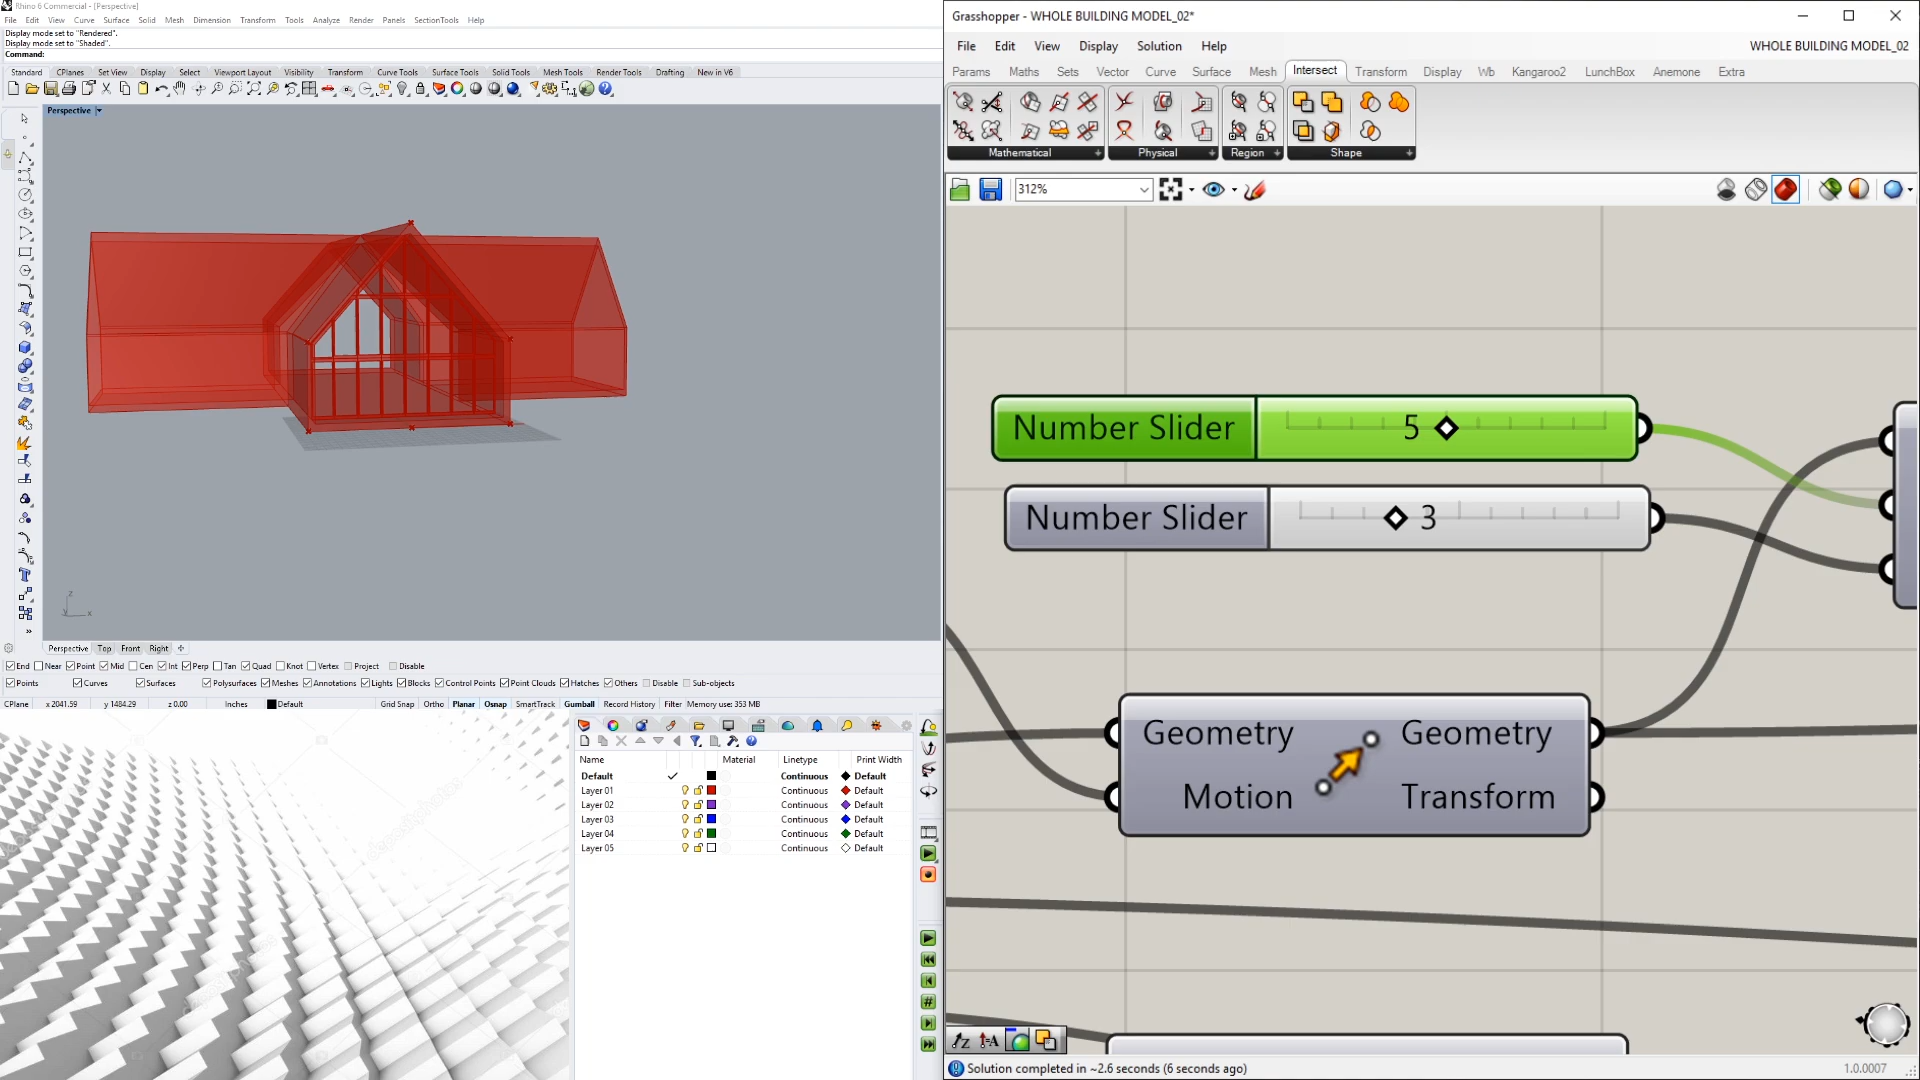 Rhino 6 Commercial - [Perspective]
File Edit View Curve Surface Solid Mesh Dimension Transform Tools Analyze Render Panels SectionTools Help
Display mode set to "Rendered".
Display mode set to "Shaded".
Command:
Standard CPlanes Set View Display Select Viewport Layout Visibility Transform Curve Tools Surface Tools Solid Tools Mesh Tools Render Tools Drafting New in V6
Perspective
z
y x
Perspective Top Front Right
End Near Point Mid Cen Int Perp Tan Quad Knot Vertex Project Disable
Points Curves Surfaces Polysurfaces Meshes Annotations Lights Blocks Control Points Point Clouds Hatches Others Disable Sub-objects
CPlane x 2041.59 y 1484.29 z 0.00 Inches Default Grid Snap Ortho Planar Osnap SmartTrack Gumball Record History Filter Memory use: 353 MB
Name Material Linetype Print Width
Default Continuous Default
Layer 01 Continuous Default
Layer 02 Continuous Default
Layer 03 Continuous Default
Layer 04 Continuous Default
Layer 05 Continuous Default
Grasshopper - WHOLE BUILDING MODEL_02*
File Edit View Display Solution Help WHOLE BUILDING MODEL_02
Params Maths Sets Vector Curve Surface Mesh Intersect Transform Display Wb Kangaroo2 LunchBox Anemone Extra
Mathematical Physical Region Shape
312%
Number Slider 5
Number Slider 3
Geometry Geometry
Motion Transform
Solution completed in ~2.6 seconds (6 seconds ago) 1.0.0007